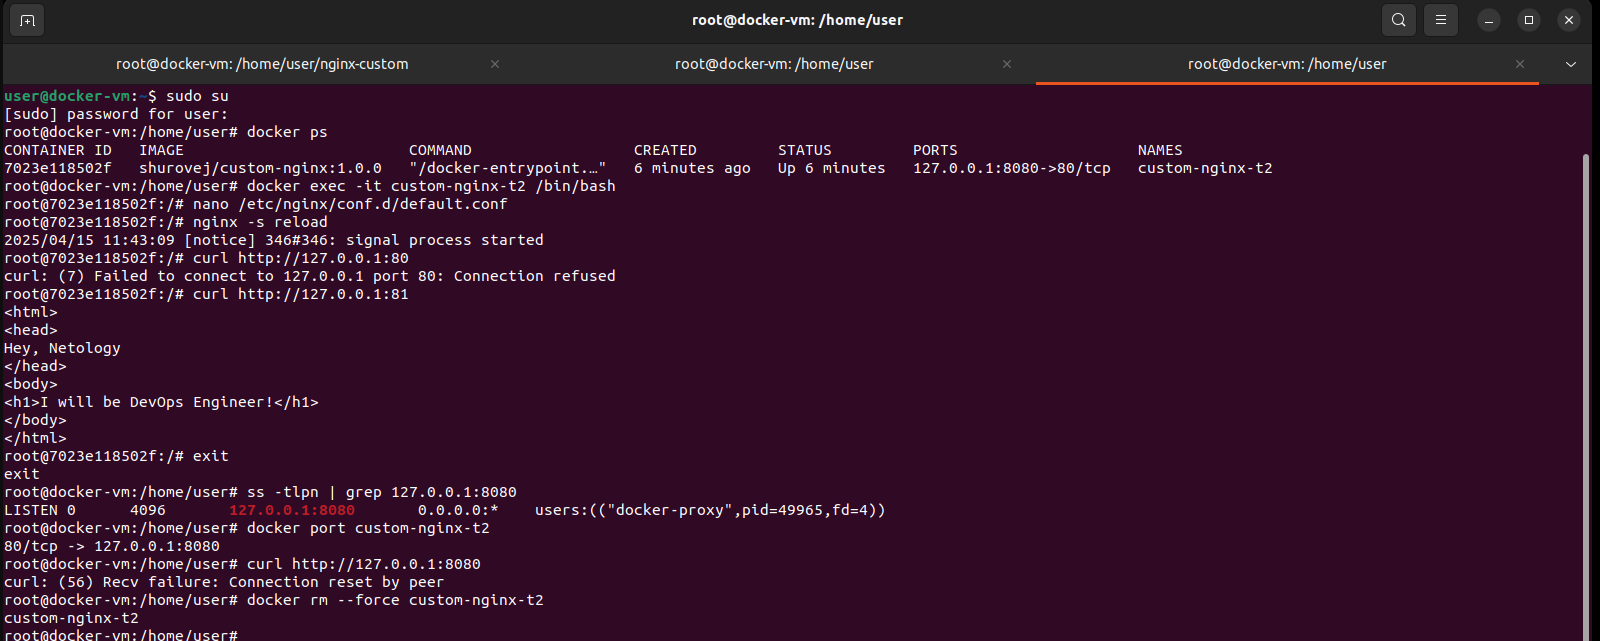 root@docker-vm: /home/user
root@docker-vm: /home/user/nginx-custom
root@docker-vm: /home/user
root@docker-vm: /home/user
user@docker-vm:~$ sudo su
[sudo] password for user:
root@docker-vm:/home/user# docker ps
CONTAINER ID   IMAGE                         COMMAND                  CREATED         STATUS         PORTS                    NAMES
7023e118502f   shurovej/custom-nginx:1.0.0   "/docker-entrypoint.…"   6 minutes ago   Up 6 minutes   127.0.0.1:8080->80/tcp   custom-nginx-t2
root@docker-vm:/home/user# docker exec -it custom-nginx-t2 /bin/bash
root@7023e118502f:/# nano /etc/nginx/conf.d/default.conf
root@7023e118502f:/# nginx -s reload
2025/04/15 11:43:09 [notice] 346#346: signal process started
root@7023e118502f:/# curl http://127.0.0.1:80
curl: (7) Failed to connect to 127.0.0.1 port 80: Connection refused
root@7023e118502f:/# curl http://127.0.0.1:81
<html>
<head>
Hey, Netology
</head>
<body>
<h1>I will be DevOps Engineer!</h1>
</body>
</html>
root@7023e118502f:/# exit
exit
root@docker-vm:/home/user# ss -tlpn | grep 127.0.0.1:8080
LISTEN 0      4096       127.0.0.1:8080       0.0.0.0:*    users:(("docker-proxy",pid=49965,fd=4))
root@docker-vm:/home/user# docker port custom-nginx-t2
80/tcp -> 127.0.0.1:8080
root@docker-vm:/home/user# curl http://127.0.0.1:8080
curl: (56) Recv failure: Connection reset by peer
root@docker-vm:/home/user# docker rm --force custom-nginx-t2
custom-nginx-t2
root@docker-vm:/home/user#